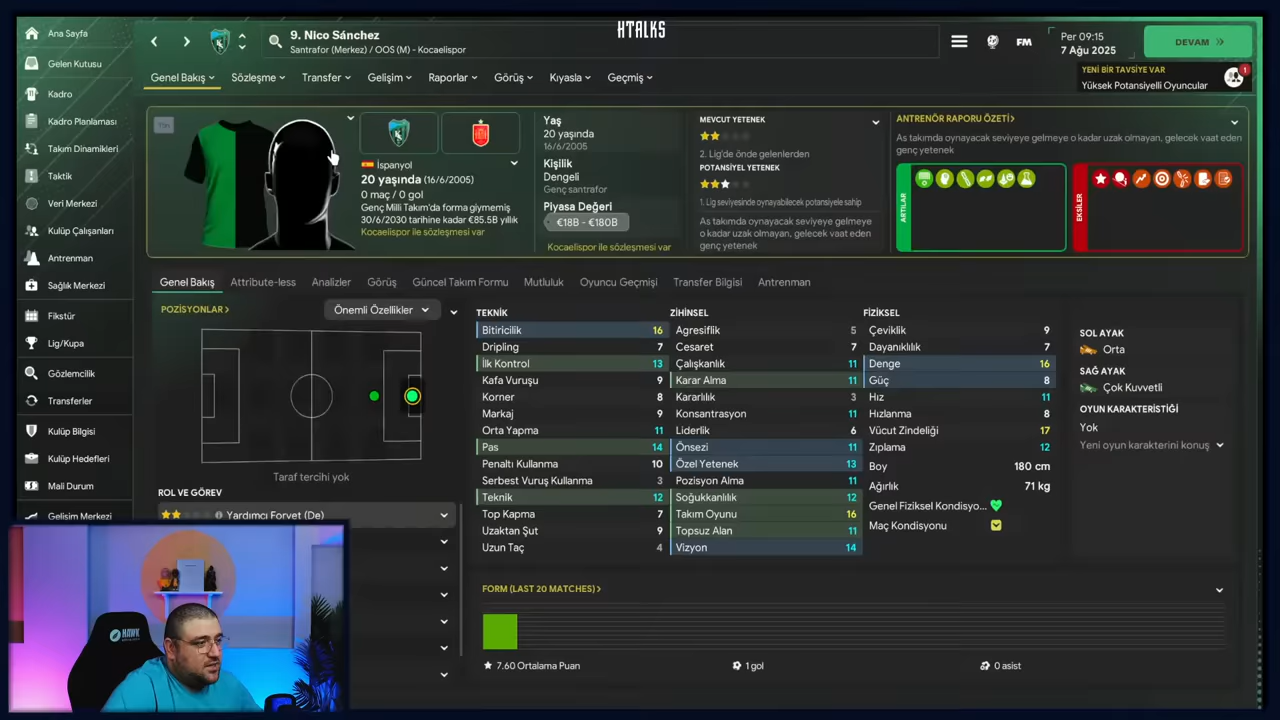 HTALKS
Ana Sayfa
Gelen Kutusu
Kadro
Kadro Planlaması
Takım Dinamikleri
Taktik
Veri Merkezi
Kulüp Çalışanları
Antrenman
Sağlık Merkezi
Fikstür
Lig/Kupa
Gözlemcilik
Transferler
Kulüp Bilgisi
Kulüp Hedefleri
Mali Durum
Gelişim Merkezi
9. Nico Sánchez
Santrafor (Merkez) / OOS (M) - Kocaelispor
FM
Per 09:15
7 Ağu 2025
DEVAM
YENİ BİR TAVSİYE VAR
Yüksek Potansiyelli Oyuncular
1
Genel Bakış
Sözleşme
Transfer
Gelişim
Raporlar
Görüş
Kıyasla
Geçmiş
İspanyol
20 yaşında (16/6/2005)
0 maç / 0 gol
Genç Milli Takım'da forma giymemiş
30/6/2030 tarihine kadar €85.5B yıllık
Kocaelispor ile sözleşmesi var
Yaş
20 yaşında
16/6/2005
Kişilik
Dengeli
Genç santrafor
Piyasa Değeri
€18B - €180B
Kocaelispor ile sözleşmesi var
MEVCUT YETENEK
2. Lig'de önde gelenlerden
POTANSİYEL YETENEK
1. Lig seviyesinde oynayabilecek potansiyele sahip
As takımda oynayacak seviyeye gelmeye
o kadar uzak olmayan, gelecek vaat eden
genç yetenek
ANTRENÖR RAPORU ÖZETİ
As takımda oynayacak seviyeye gelmeye o kadar uzak olmayan, gelecek vaat eden
genç yetenek
ARTILAR
EKSİLER
Genel Bakış
Attribute-less
Analizler
Görüş
Güncel Takım Formu
Mutluluk
Oyuncu Geçmişi
Transfer Bilgisi
Antrenman
POZİSYONLAR
Önemli Özellikler
Taraf tercihi yok
ROL VE GÖREV
Yardımcı Forvet (De)
TEKNİK
Bitiricilik 16
Dripling 7
İlk Kontrol 13
Kafa Vuruşu 9
Korner 8
Markaj 9
Orta Yapma 11
Pas 14
Penaltı Kullanma 10
Serbest Vuruş Kullanma 3
Teknik 12
Top Kapma 7
Uzaktan Şut 9
Uzun Taç 4
ZİHİNSEL
Agresiflik 5
Cesaret 7
Çalışkanlık 11
Karar Alma 11
Kararlılık 3
Konsantrasyon 11
Liderlik 6
Önsezi 11
Özel Yetenek 13
Pozisyon Alma 11
Soğukkanlılık 12
Takım Oyunu 16
Topsuz Alan 11
Vizyon 14
FİZİKSEL
Çeviklik 9
Dayanıklılık 7
Denge 16
Güç 8
Hız 11
Hızlanma 8
Vücut Zindeliği 17
Zıplama 12
Boy 180 cm
Ağırlık 71 kg
Genel Fiziksel Kondisyo...
Maç Kondisyonu
SOL AYAK
Orta
SAĞ AYAK
Çok Kuvvetli
OYUN KARAKTERİSTİĞİ
Yok
Yeni oyun karakterini konuş
FORM (LAST 20 MATCHES)
7.60 Ortalama Puan
1 gol
0 asist
HAWK